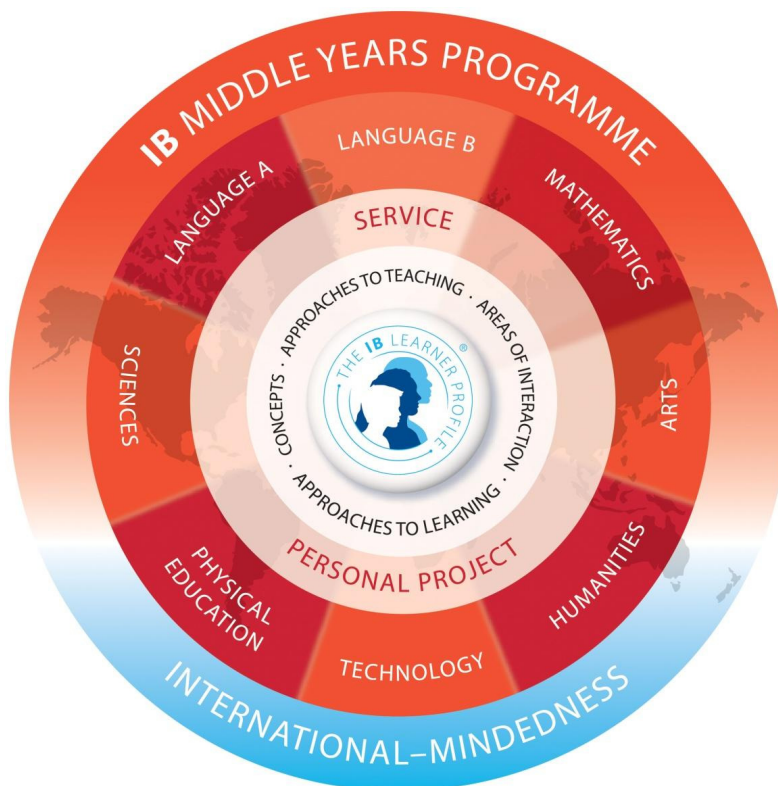 IB MIDDLE YEARS PROGRAMME
LANGUAGE A
LANGUAGE B
MATHEMATICS
SCIENCES
ARTS
PHYSICAL
EDUCATION
TECHNOLOGY
HUMANITIES
SERVICE
PERSONAL PROJECT
· CONCEPTS · APPROACHES TO TEACHING · AREAS OF INTERACTION ·
APPROACHES TO LEARNING
THE IB LEARNER PROFILE ®
INTERNATIONAL–MINDEDNESS